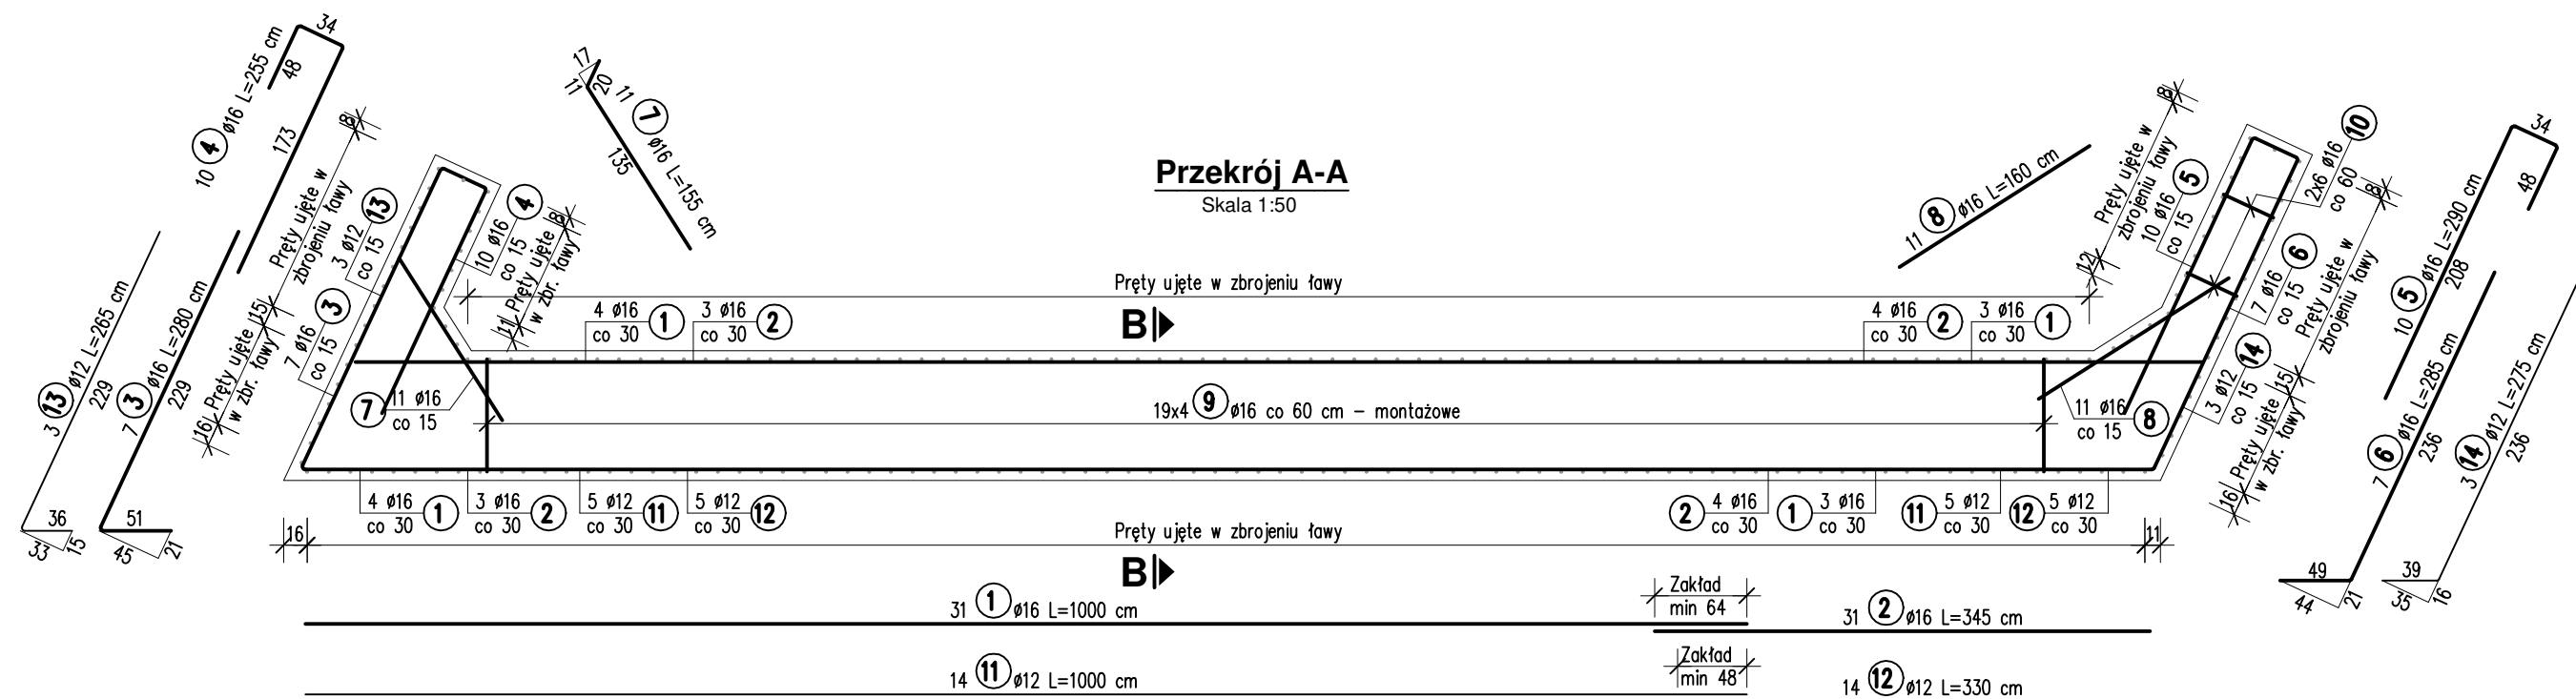 Przekrój A-A
Skala 1:50
10 4 ø16 L=255 cm
34
48
173
3 13 ø12 L=265 cm
229
36
33
15
7 3 ø16 L=280 cm
229
51
45
21
8
Pręty ujęte w
zbrojeniu ławy
15
Pręty ujęte
w zbr. ławy
16
3 ø12 13
co 15
7 ø16 3
co 15
10 ø16 4
co 15
8
Pręty ujęte
w zbr. ławy
11
17
11
20
11 7 ø16 L=155 cm
135
7 11 ø16
co 15
Pręty ujęte w zbrojeniu ławy
4 ø16 1
co 30
3 ø16 2
co 30
B
4 ø16 2
co 30
3 ø16 1
co 30
19x4 9 ø16 co 60 cm – montażowe
11 ø16 8
co 15
11 8 ø16 L=160 cm
8
Pręty ujęte w
zbrojeniu ławy
12
10 ø16 5
co 15
2x6 ø16 10
co 60
7 ø16 6
co 15
3 ø12 14
co 15
8
Pręty ujęte w
zbrojeniu ławy
15
Pręty ujęte
w zbr. ławy
16
10 5 ø16 L=290 cm
34
48
208
7 6 ø16 L=285 cm
236
49
44
21
3 14 ø12 L=275 cm
236
39
35
16
4 ø16 1
co 30
3 ø16 2
co 30
5 ø12 11
co 30
5 ø12 12
co 30
2 4 ø16
co 30
1 3 ø16
co 30
11 5 ø12
co 30
12 5 ø12
co 30
16
Pręty ujęte w zbrojeniu ławy
11
B
31 1 ø16 L=1000 cm
Zakład
min 64
31 2 ø16 L=345 cm
14 11 ø12 L=1000 cm
Zakład
min 48
14 12 ø12 L=330 cm